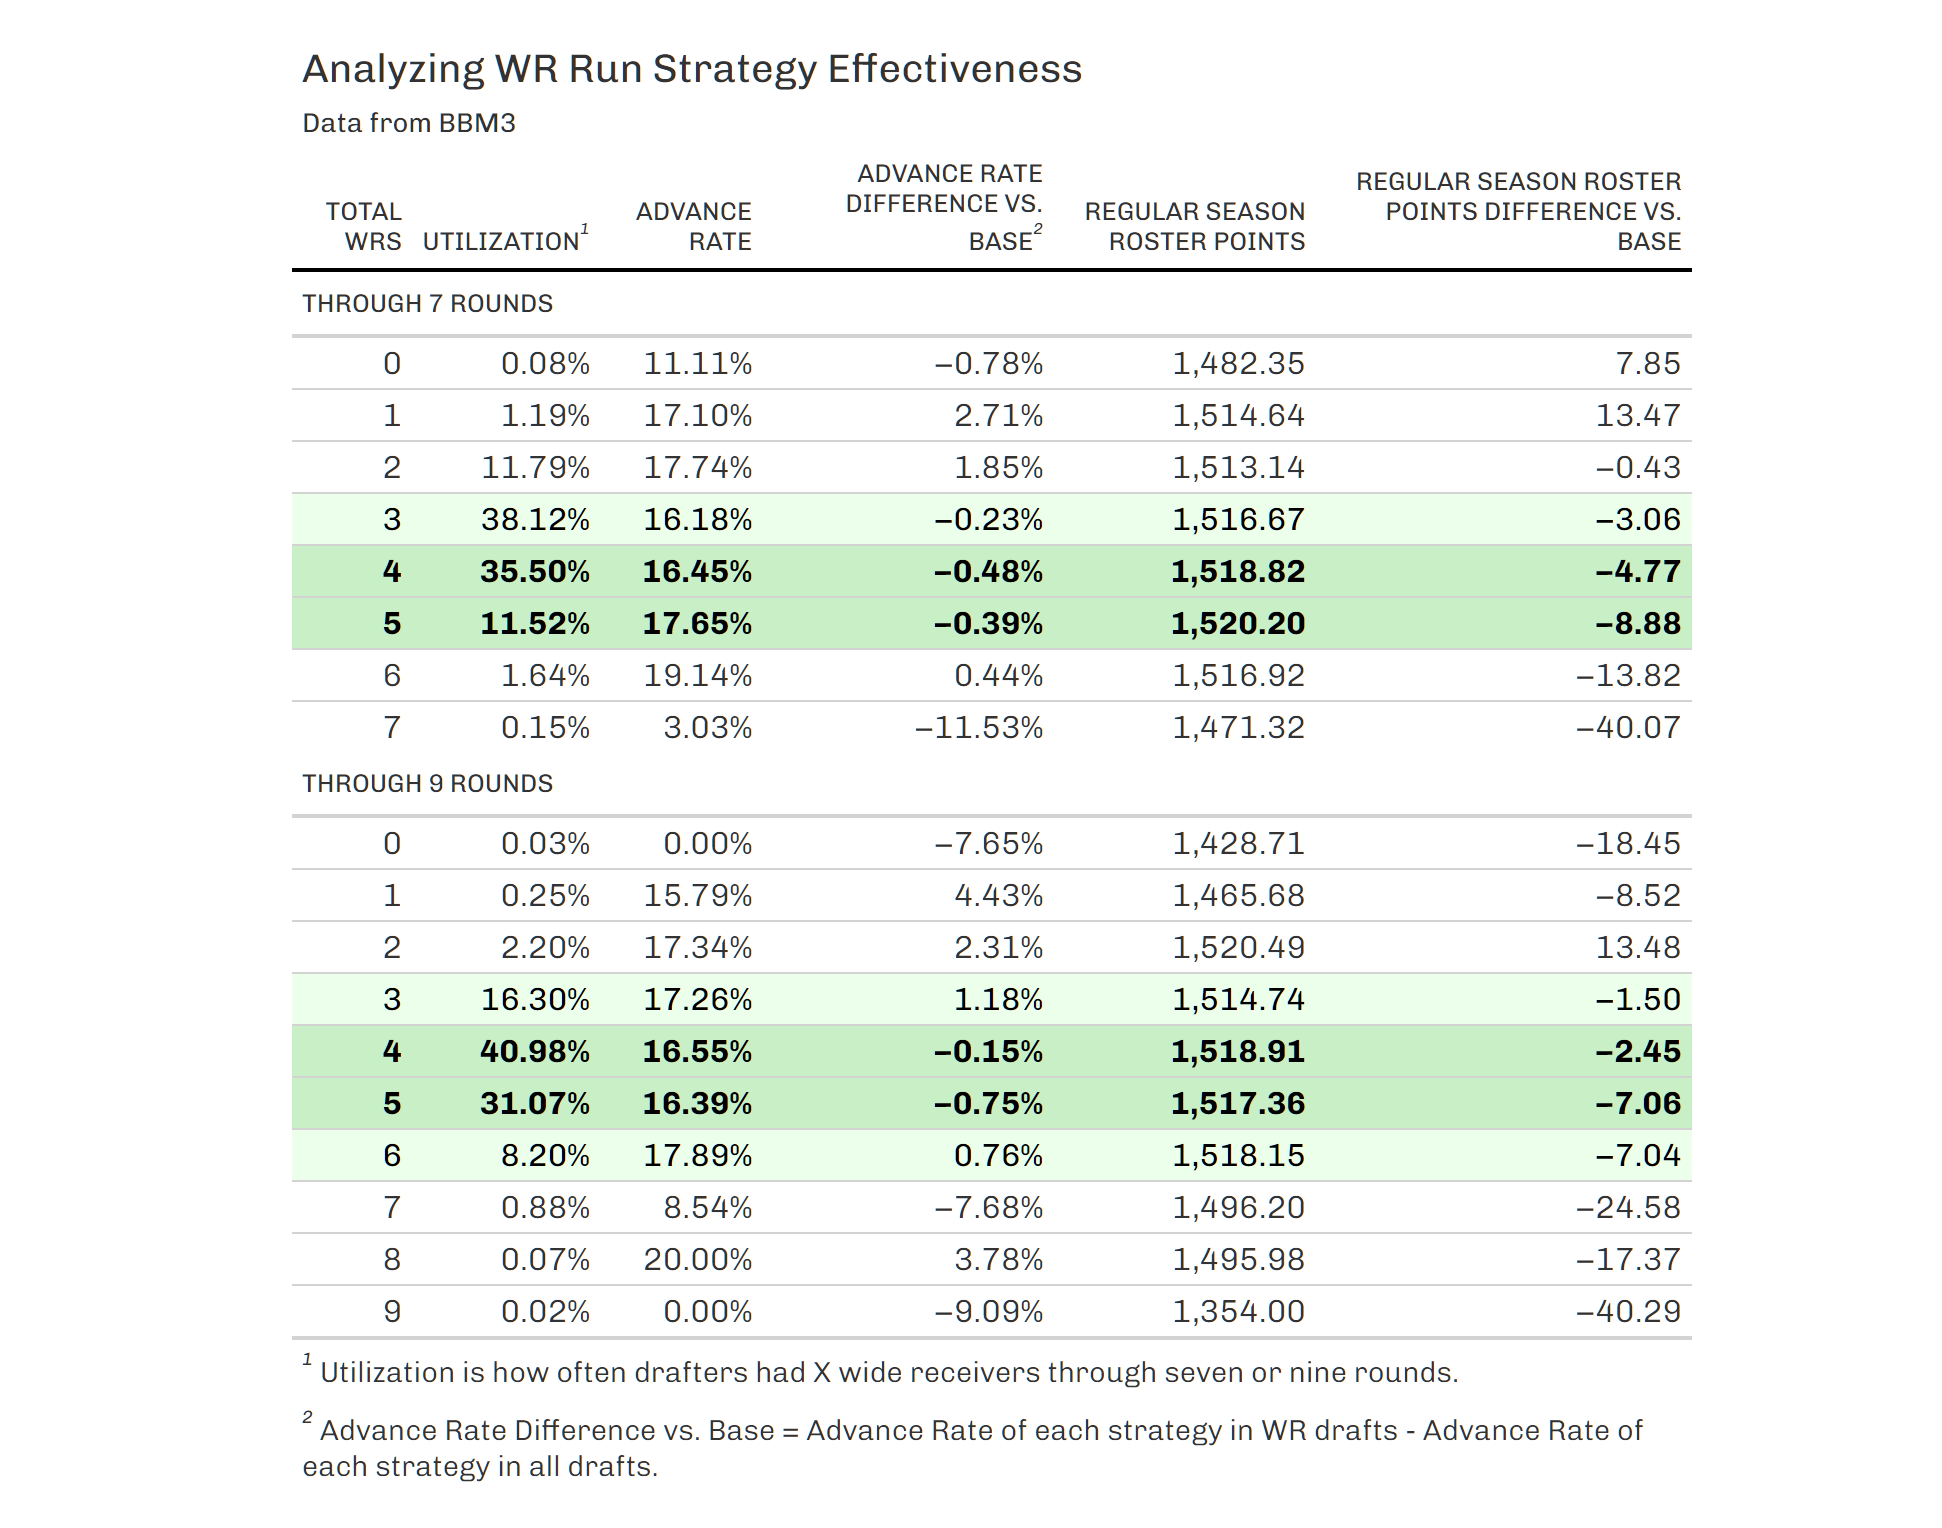 Analyzing WR Run Strategy Effectiveness
Data from BBM3
TOTAL WRS UTILIZATION1 ADVANCE RATE ADVANCE RATE DIFFERENCE VS. BASE2 REGULAR SEASON ROSTER POINTS REGULAR SEASON ROSTER POINTS DIFFERENCE VS. BASE
THROUGH 7 ROUNDS
0 0.08% 11.11% −0.78% 1,482.35 7.85
1 1.19% 17.10% 2.71% 1,514.64 13.47
2 11.79% 17.74% 1.85% 1,513.14 −0.43
3 38.12% 16.18% −0.23% 1,516.67 −3.06
4 35.50% 16.45% −0.48% 1,518.82 −4.77
5 11.52% 17.65% −0.39% 1,520.20 −8.88
6 1.64% 19.14% 0.44% 1,516.92 −13.82
7 0.15% 3.03% −11.53% 1,471.32 −40.07
THROUGH 9 ROUNDS
0 0.03% 0.00% −7.65% 1,428.71 −18.45
1 0.25% 15.79% 4.43% 1,465.68 −8.52
2 2.20% 17.34% 2.31% 1,520.49 13.48
3 16.30% 17.26% 1.18% 1,514.74 −1.50
4 40.98% 16.55% −0.15% 1,518.91 −2.45
5 31.07% 16.39% −0.75% 1,517.36 −7.06
6 8.20% 17.89% 0.76% 1,518.15 −7.04
7 0.88% 8.54% −7.68% 1,496.20 −24.58
8 0.07% 20.00% 3.78% 1,495.98 −17.37
9 0.02% 0.00% −9.09% 1,354.00 −40.29
1 Utilization is how often drafters had X wide receivers through seven or nine rounds.
2 Advance Rate Difference vs. Base = Advance Rate of each strategy in WR drafts - Advance Rate of
each strategy in all drafts.